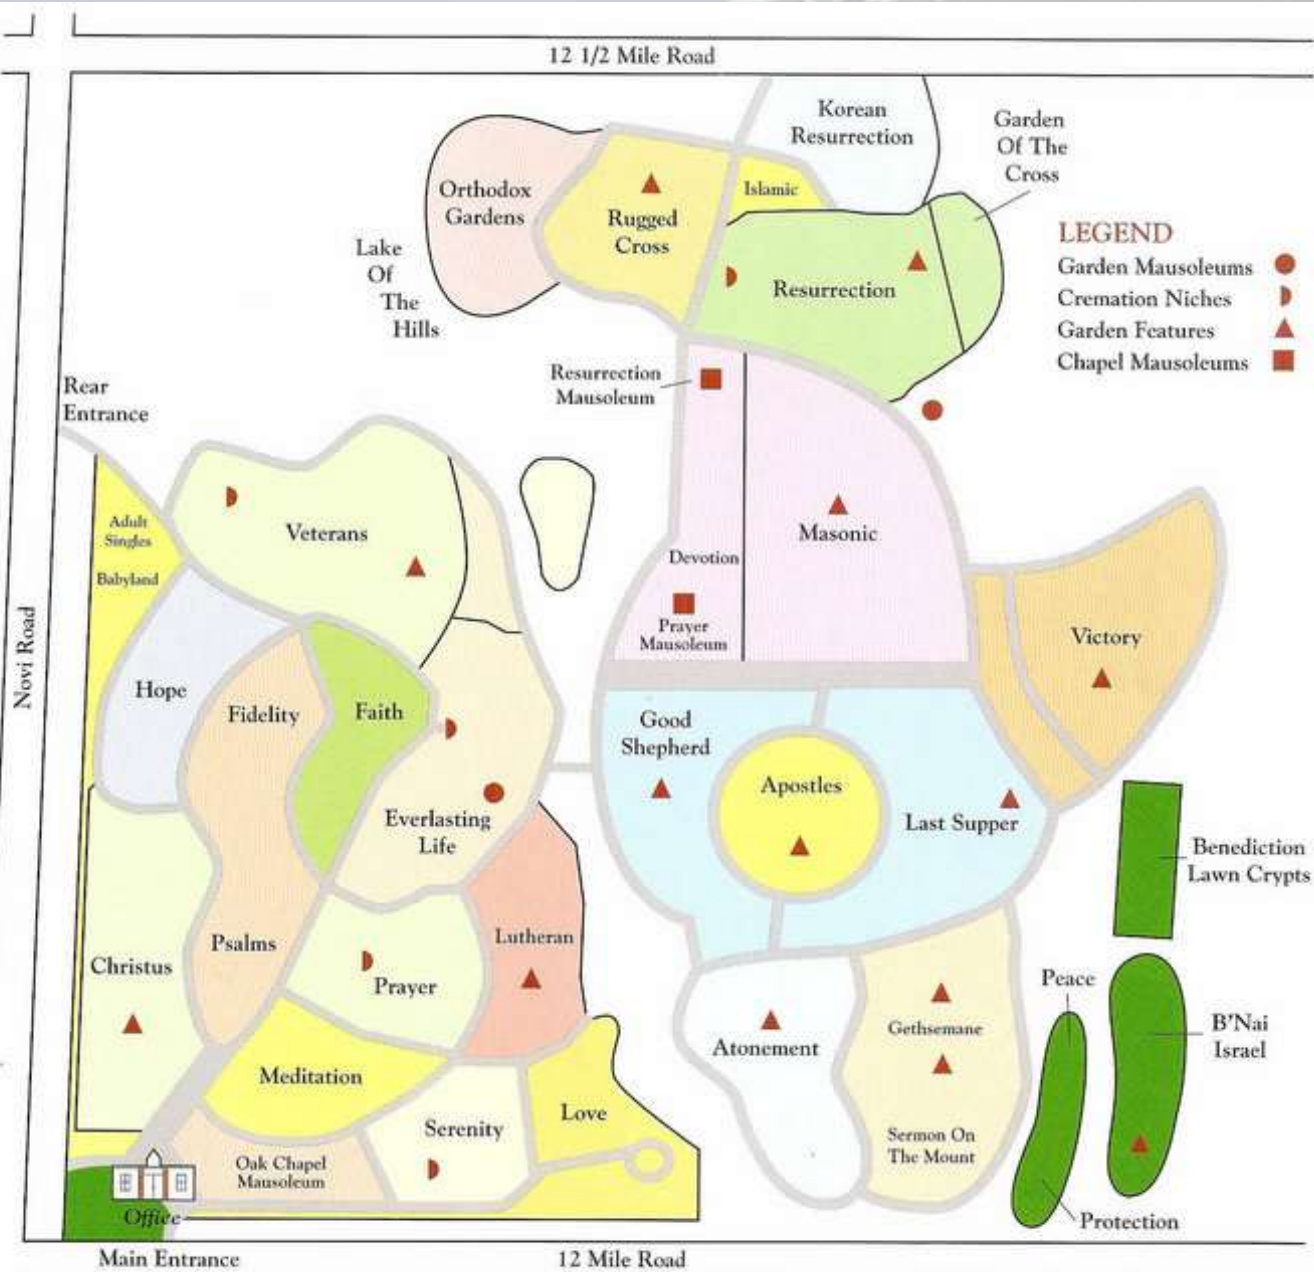 12 1/2 Mile Road
Korean
Resurrection
Garden
Of The
Cross
Orthodox
Gardens
Rugged
Cross
Islamic
Lake
Of
The
Hills
Resurrection
LEGEND
Garden Mausoleums
Cremation Niches
Garden Features
Chapel Mausoleums
Resurrection
Mausoleum
Rear
Entrance
Adult
Singles
Babyland
Veterans
Devotion
Masonic
Prayer
Mausoleum
Victory
Novi Road
Hope
Fidelity
Faith
Good
Shepherd
Apostles
Last Supper
Everlasting
Life
Benediction
Lawn Crypts
Christus
Psalms
Prayer
Lutheran
Peace
B'Nai
Israel
Gethsemane
Atonement
Meditation
Serenity
Love
Sermon On
The Mount
Oak Chapel
Mausoleum
Office
Protection
Main Entrance
12 Mile Road